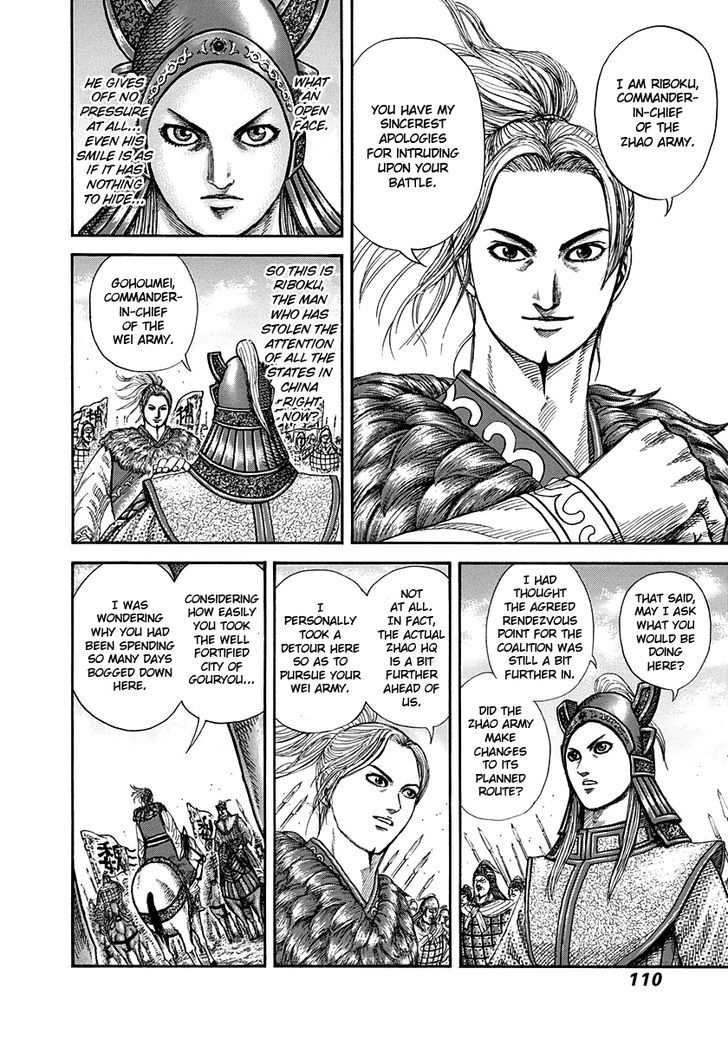 I AM RIBOKU,
COMMANDER-
IN-CHIEF
OF THE
ZHAO ARMY.
YOU HAVE MY
SINCEREST
APOLOGIES
FOR INTRUDING
UPON YOUR
BATTLE.
WHAT
AN
OPEN
FACE.
HE GIVES
OFF NO
PRESSURE
AT ALL...
EVEN HIS
SMILE IS AS
IF IT HAS
NOTHING
TO HIDE...
SO THIS IS
RIBOKU,
THE MAN
WHO HAS
STOLEN THE
ATTENTION
OF ALL THE
STATES IN
CHINA
RIGHT
NOW?
GOHOUMEI,
COMMANDER-
IN-CHIEF
OF THE
WEI ARMY.
THAT SAID,
MAY I ASK
WHAT YOU
WOULD BE
DOING
HERE?
I HAD
THOUGHT
THE AGREED
RENDEZVOUS
POINT FOR THE
COALITION
WAS STILL A BIT
FURTHER IN.
DID THE
ZHAO ARMY
MAKE
CHANGES
TO ITS
PLANNED
ROUTE?
NOT
AT ALL.
IN FACT,
THE ACTUAL
ZHAO HQ
IS A BIT
FURTHER
AHEAD OF
US.
I
PERSONALLY
TOOK A
DETOUR HERE
SO AS TO
PURSUE YOUR
WEI ARMY.
CONSIDERING
HOW EASILY
YOU TOOK
THE WELL
FORTIFIED
CITY OF
GOURYOU...
I WAS
WONDERING
WHY YOU HAD
BEEN SPENDING
SO MANY DAYS
BOGGED DOWN
HERE.
110